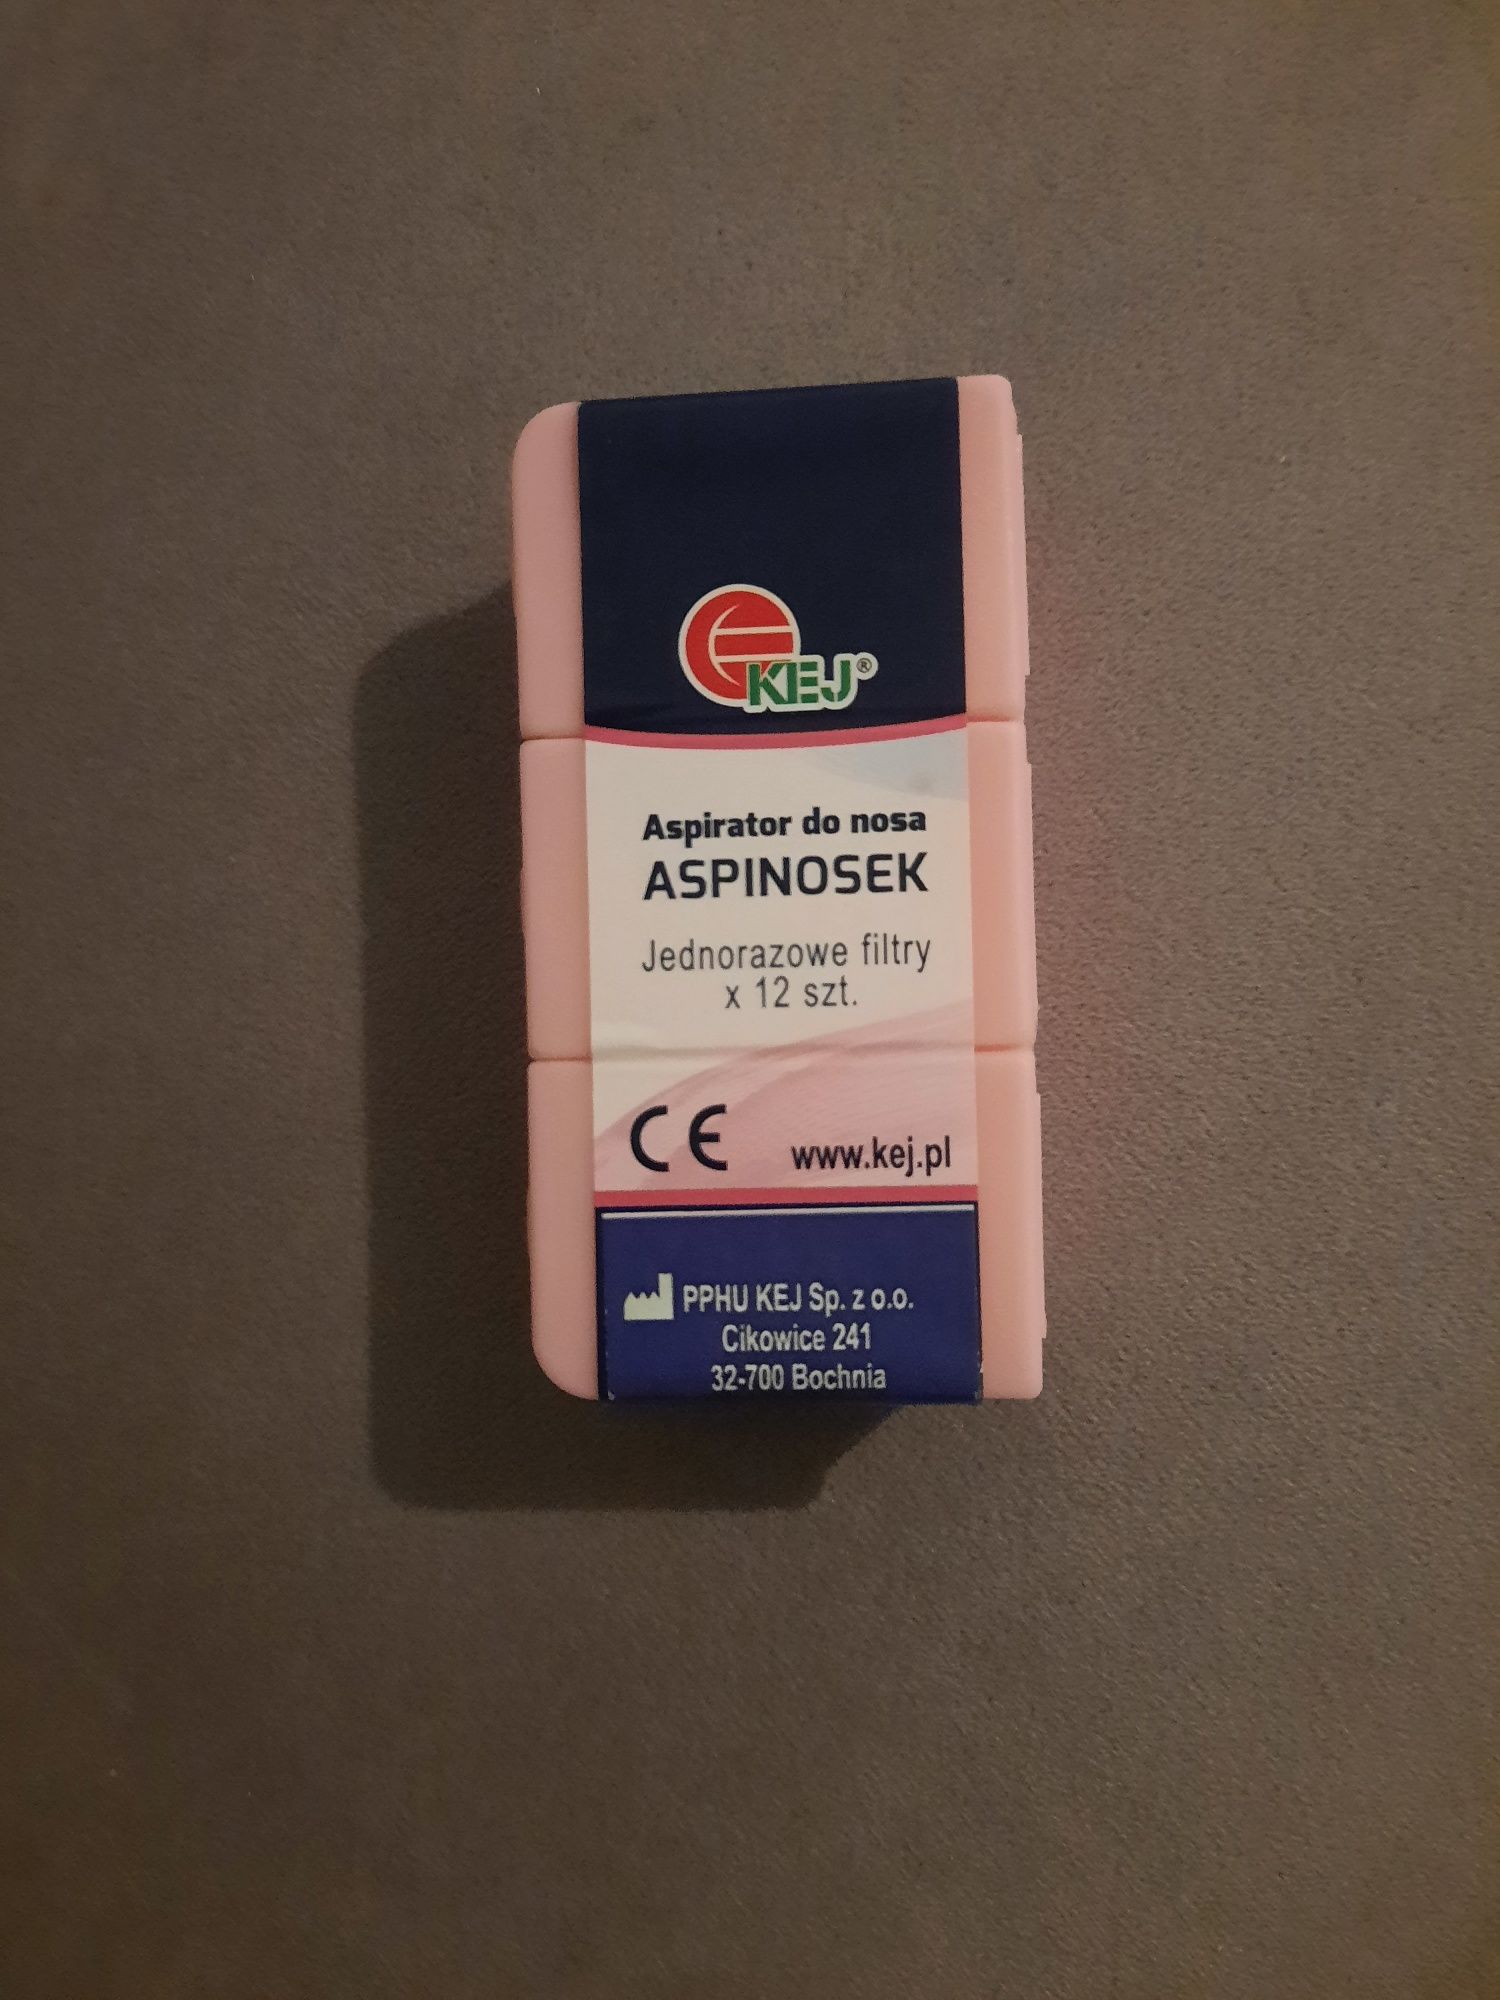 KEJ®
Aspirator do nosa
ASPINOSEK
Jednorazowe filtry
x 12 szt.
CE
www.kej.pl
PPHU KEJ Sp. z o.o.
Cikowice 241
32-700 Bochnia